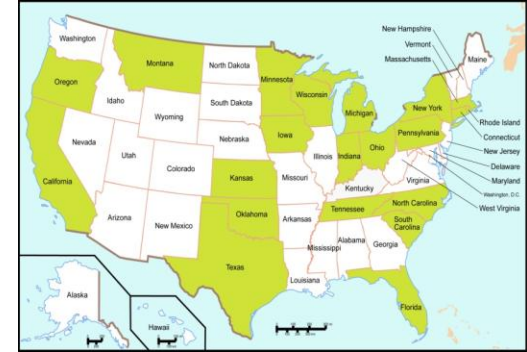 New Hampshire
Vermont
Massachusetts
Washington
Montana
North Dakota
Minnesota
Maine
Oregon
Idaho
South Dakota
Wisconsin
Michigan
New York
Wyoming
Rhode Island
Connecticut
Nebraska
Iowa
Pennsylvania
New Jersey
Nevada
Utah
Colorado
Illinois
Indiana
Ohio
Delaware
Maryland
Washington, D.C.
California
Kansas
Missouri
Kentucky
Virginia
West Virginia
Arizona
New Mexico
Oklahoma
Arkansas
Tennessee
North Carolina
South
Carolina
Texas
Mississippi
Alabama
Georgia
Louisiana
Florida
Alaska
Hawaii